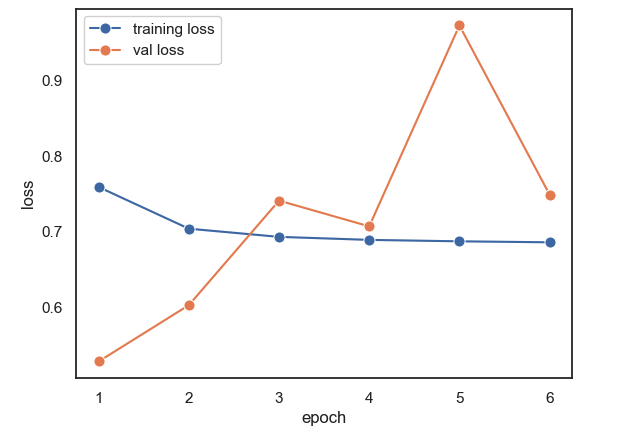 training loss
val loss
0.9
0.8
0.7
0.6
loss
1 2 3 4 5 6
epoch